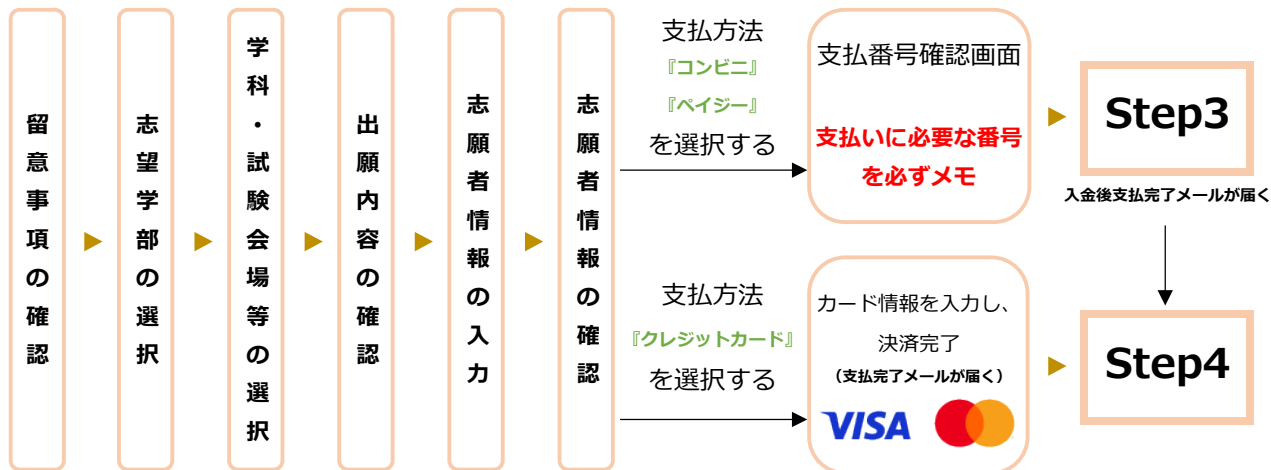 留意事項の確認
志望学部の選択
学科・試験会場等の選択
出願内容の確認
志願者情報の入力
志願者情報の確認
支払方法
『コンビニ』
『ペイジー』
を選択する
支払番号確認画面
支払いに必要な番号
を必ずメモ
Step3
入金後支払完了メールが届く
支払方法
『クレジットカード』
を選択する
カード情報を入力し、
決済完了
（支払完了メールが届く）
VISA
Step4